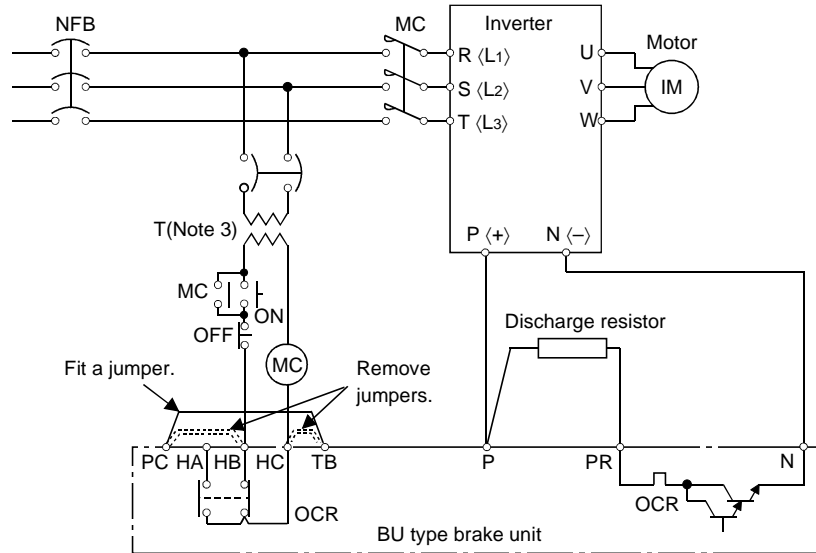 NFB
MC
Inverter
Motor
R ⟨L1⟩
S ⟨L2⟩
T ⟨L3⟩
U
V
W
IM
T(Note 3)
P ⟨+⟩
N ⟨−⟩
MC
ON
OFF
MC
Discharge resistor
Fit a jumper.
Remove
jumpers.
PC HA HB HC TB P PR N
OCR
OCR
BU type brake unit